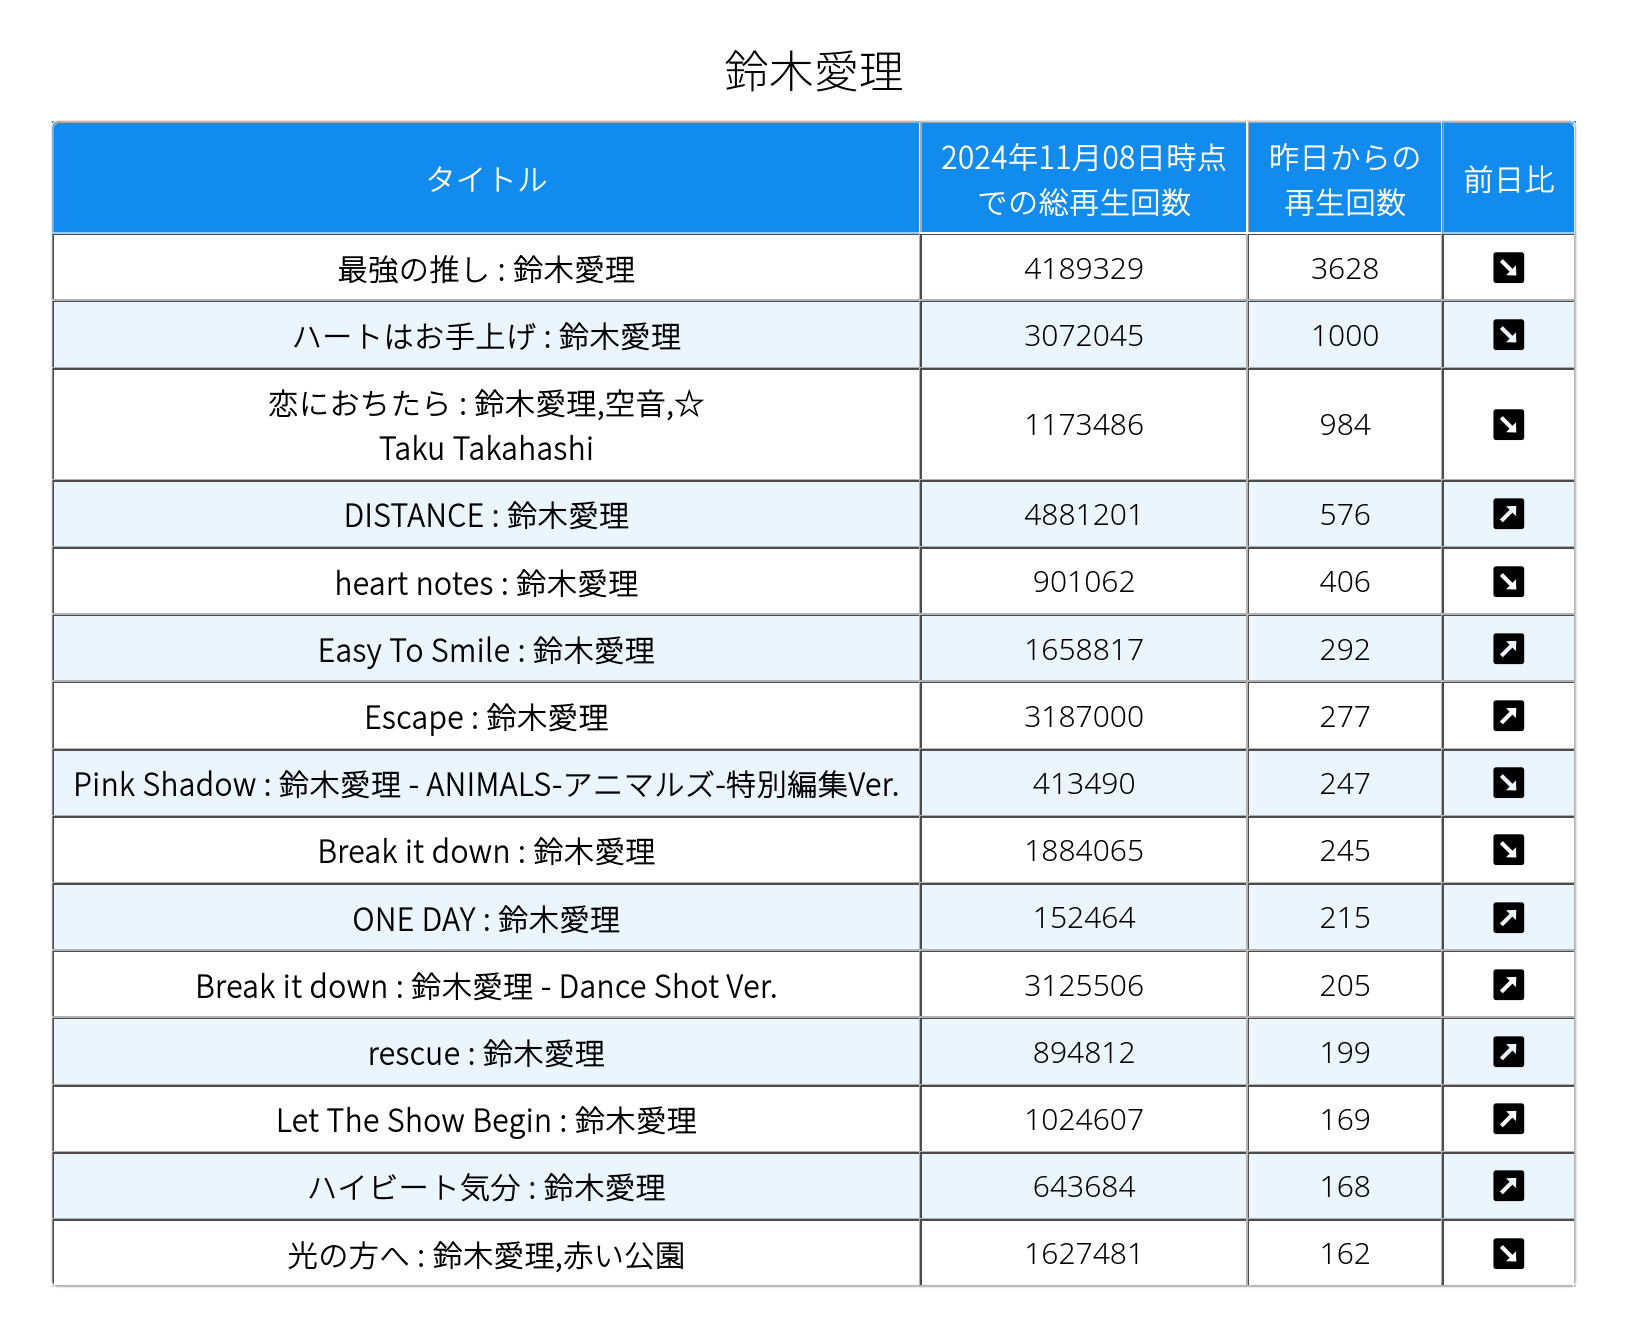 鈴木愛理
タイトル
2024年11月08日時点
での総再生回数
昨日からの
再生回数
前日比
最強の推し : 鈴木愛理 4189329 3628
ハートはお手上げ : 鈴木愛理 3072045 1000
恋におちたら : 鈴木愛理,空音,☆
Taku Takahashi
1173486 984
DISTANCE : 鈴木愛理 4881201 576
heart notes : 鈴木愛理 901062 406
Easy To Smile : 鈴木愛理 1658817 292
Escape : 鈴木愛理 3187000 277
Pink Shadow : 鈴木愛理 - ANIMALS-アニマルズ-特別編集Ver. 413490 247
Break it down : 鈴木愛理 1884065 245
ONE DAY : 鈴木愛理 152464 215
Break it down : 鈴木愛理 - Dance Shot Ver. 3125506 205
rescue : 鈴木愛理 894812 199
Let The Show Begin : 鈴木愛理 1024607 169
ハイビート気分 : 鈴木愛理 643684 168
光の方へ : 鈴木愛理,赤い公園 1627481 162